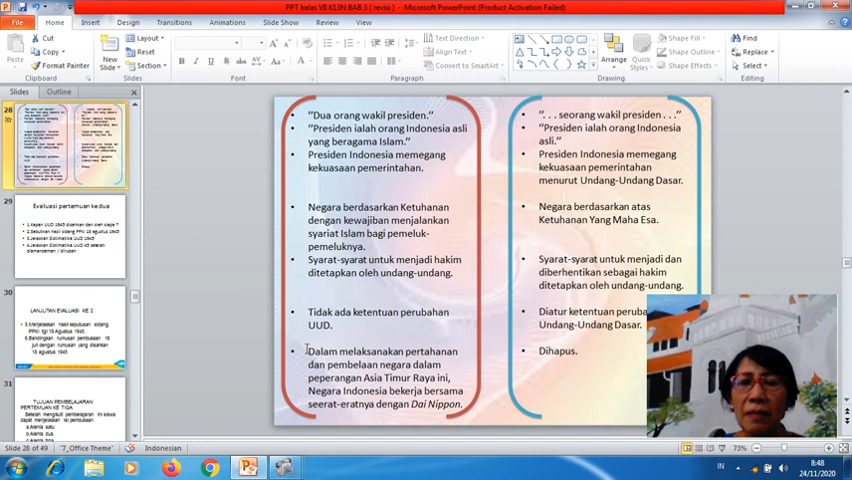 PPT kelas VII K13N BAB 3 ( revisi ) - Microsoft PowerPoint (Product Activation Failed)
File
Home
Insert
Design
Transitions
Animations
Slide Show
Review
View
Paste
Cut
Copy
Format Painter
Clipboard
New
Slide
Layout
Reset
Section
Slides
Font
Text Direction
Align Text
Convert to SmartArt
Paragraph
Arrange
Quick
Styles
Shape Fill
Shape Outline
Shape Effects
Drawing
Find
Replace
Select
Editing
Slides
Outline
28
29
Evaluasi pertemuan kedua
30
LANJUTAN EVALUASI KE 2
31
TUJUAN PEMBELAJARAN
PERTEMUAN KE TIGA
• "Dua orang wakil presiden."
• "Presiden ialah orang Indonesia asli
yang beragama Islam."
• Presiden Indonesia memegang
kekuasaan pemerintahan.
• Negara berdasarkan Ketuhanan
dengan kewajiban menjalankan
syariat Islam bagi pemeluk-
pemeluknya.
• Syarat-syarat untuk menjadi hakim
ditetapkan oleh undang-undang.
• Tidak ada ketentuan perubahan
UUD.
• Dalam melaksanakan pertahanan
dan pembelaan negara dalam
peperangan Asia Timur Raya ini,
Negara Indonesia bekerja bersama
seerat-eratnya dengan Dai Nippon.
• ". . . seorang wakil presiden . . ."
• "Presiden ialah orang Indonesia
asli."
• Presiden Indonesia memegang
kekuasaan pemerintahan
menurut Undang-Undang Dasar.
• Negara berdasarkan atas
Ketuhanan Yang Maha Esa.
• Syarat-syarat untuk menjadi dan
diberhentikan sebagai hakim
ditetapkan oleh undang-undang.
• Diatur ketentuan peruba
Undang-Undang Dasar.
• Dihapus.
Slide 28 of 49
"7_Office Theme"
Indonesian
73%
IN
8:48
24/11/2020